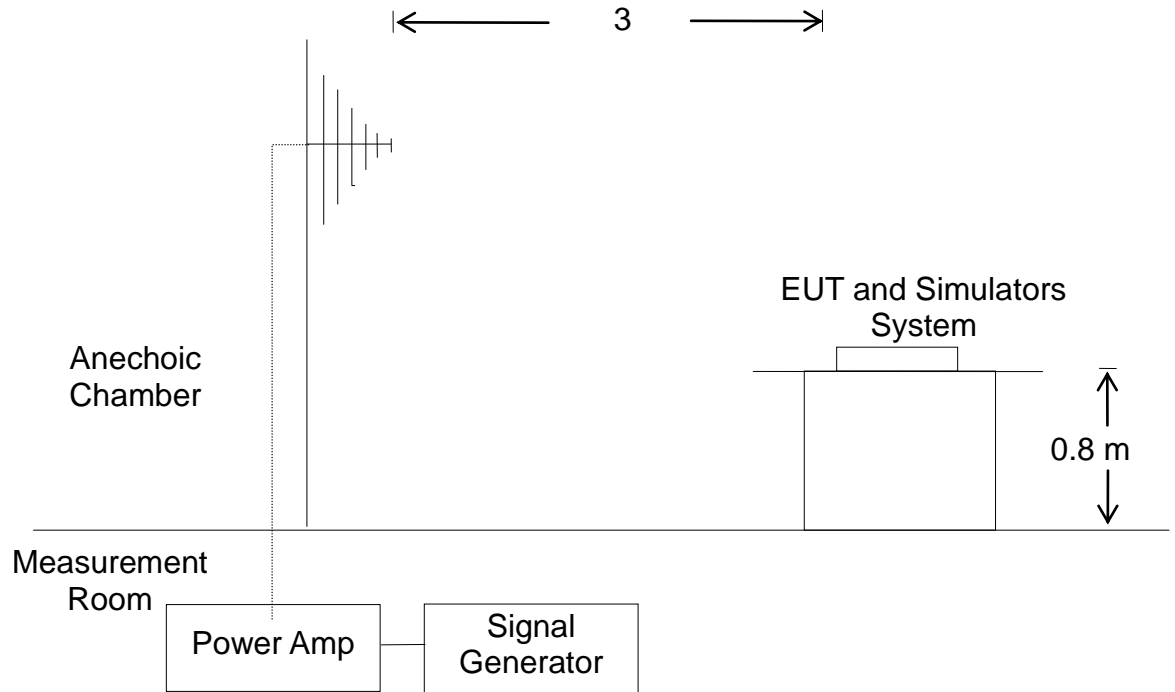 3
EUT and Simulators
System
Anechoic
Chamber
0.8 m
Measurement
Room
Power Amp
Signal
Generator